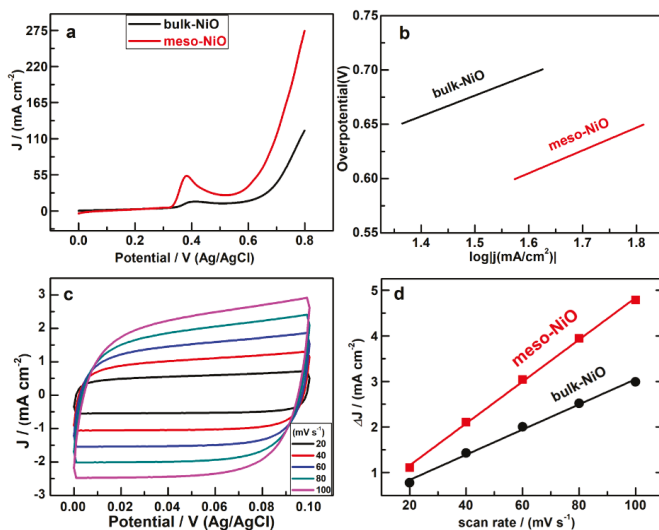 a
bulk-NiO
meso-NiO
275
220
165
110
55
0
J / (mA cm⁻²)
0.0 0.2 0.4 0.6 0.8
Potential / V (Ag/AgCl)
b
0.70
0.65
0.60
0.55
Overpotential(V)
bulk-NiO
meso-NiO
1.4 1.5 1.6 1.7 1.8
log|j(mA/cm²)|
c
3
2
1
0
-1
-2
-3
J / (mA cm⁻²)
(mV s⁻¹)
20
40
60
80
100
0.00 0.02 0.04 0.06 0.08 0.10
Potential / V (Ag/AgCl)
d
5
4
3
2
1
ΔJ / (mA cm⁻²)
meso-NiO
bulk-NiO
20 40 60 80 100
scan rate / (mV s⁻¹)